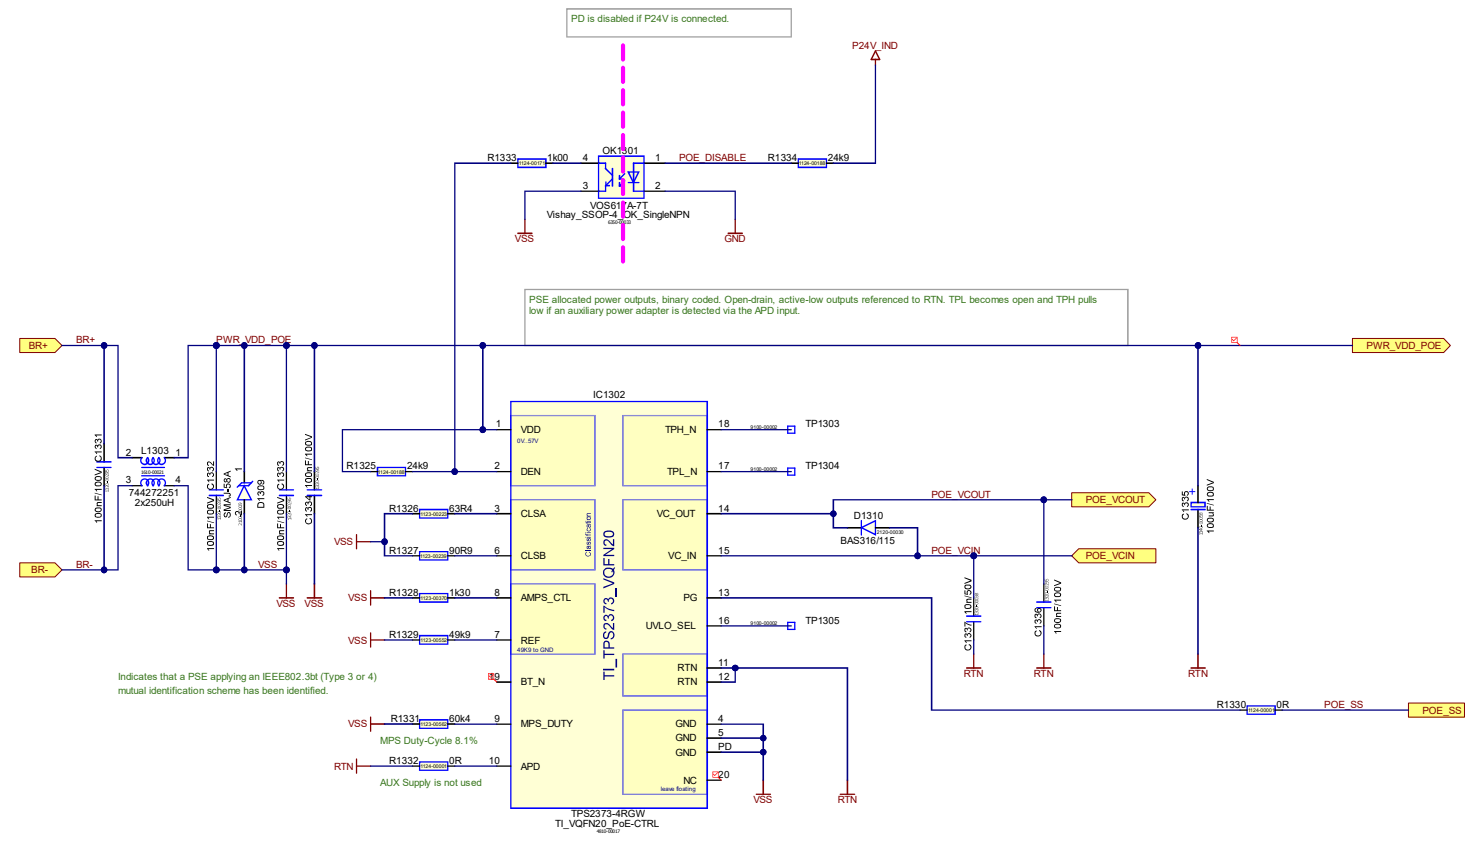 PD is disabled if P24V is connected.
P24V_IND
OK1301
R1333
1k00
4
1
POE_DISABLE
R1334
24k9
3
2
VOS617A-7T
Vishay_SSOP-4_OK_SingleNPN
VSS
GND
PSE allocated power outputs, binary coded. Open-drain, active-low outputs referenced to RTN. TPL becomes open and TPH pulls
low if an auxiliary power adapter is detected via the APD input.
BR+
BR+
PWR_VDD_POE
PWR_VDD_POE
C1331
100nF/100V
L1303
2
1
3
4
744272251
2x250uH
C1332
100nF/100V
SMAJ-58A
1
2
D1309
C1333
100nF/100V
C1334
100nF/100V
BR-
BR-
VSS
VSS
VSS
IC1302
1
VDD
0V..57V
R1325
24k9
2
DEN
R1326
63R4
3
CLSA
VSS
R1327
90R9
6
CLSB
Classification
VSS
R1328
1k30
8
AMPS_CTL
VSS
R1329
49k9
7
REF
49K9 to GND
Indicates that a PSE applying an IEEE802.3bt (Type 3 or 4)
mutual identification scheme has been identified.
19
BT_N
VSS
R1331
60k4
9
MPS_DUTY
MPS Duty-Cycle 8.1%
RTN
R1332
0R
10
APD
AUX Supply is not used
TI_TPS2373_VQFN20
TPH_N
18
TP1303
TPL_N
17
TP1304
VC_OUT
14
POE_VCOUT
POE_VCOUT
D1310
BAS316/115
VC_IN
15
POE_VCIN
POE_VCIN
PG
13
UVLO_SEL
16
TP1305
RTN
11
RTN
12
GND
4
GND
5
GND
PD
NC
20
leave floating
VSS
RTN
C1337
10n/50V
RTN
C1336
100nF/100V
RTN
C1335
+
100uF/100V
RTN
R1330
0R
POE_SS
POE_SS
TPS2373-4RGW
TI_VQFN20_PoE-CTRL